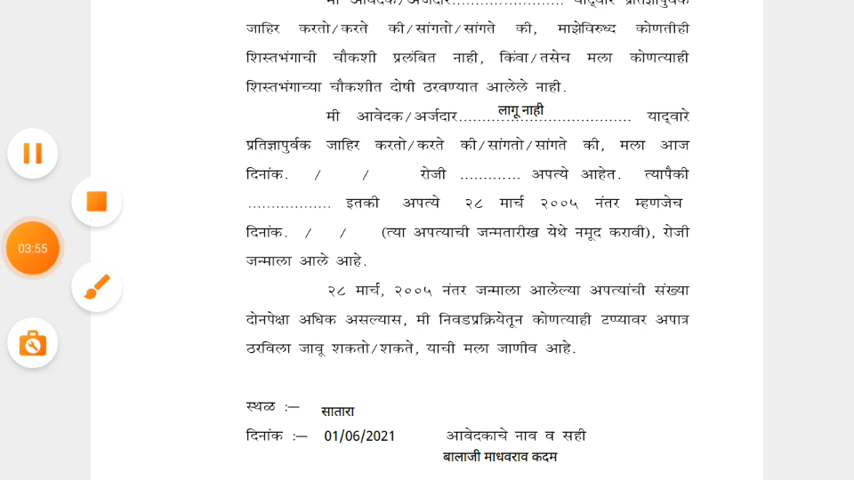 मी आवेदक/अर्जदार........................ याद्वारे प्रतिज्ञापुर्वक
जाहिर करतो/करते की/सांगतो/सांगते की, माझेविरुध्द कोणतीही
शिस्तभंगाची चौकशी प्रलंबित नाही, किंवा/तसेच मला कोणत्याही
शिस्तभंगाच्या चौकशीत दोषी ठरवण्यात आलेले नाही.
लागू नाही
मी आवेदक/अर्जदार..................................... याद्वारे
प्रतिज्ञापुर्वक जाहिर करतो/करते की/सांगतो/सांगते की, मला आज
दिनांक. / / रोजी ............. अपत्ये आहेत. त्यापैकी
.................. इतकी अपत्ये २८ मार्च २००५ नंतर म्हणजेच
दिनांक. / / (त्या अपत्याची जन्मतारीख येथे नमूद करावी), रोजी
जन्माला आले आहे.
२८ मार्च, २००५ नंतर जन्माला आलेल्या अपत्यांची संख्या
दोनपेक्षा अधिक असल्यास, मी निवडप्रक्रियेतून कोणत्याही टप्प्यावर अपात्र
ठरविला जावू शकतो/शकते, याची मला जाणीव आहे.
03:55
स्थळ :— सातारा
दिनांक :— 01/06/2021 आवेदकाचे नाव व सही
बालाजी माधवराव कदम